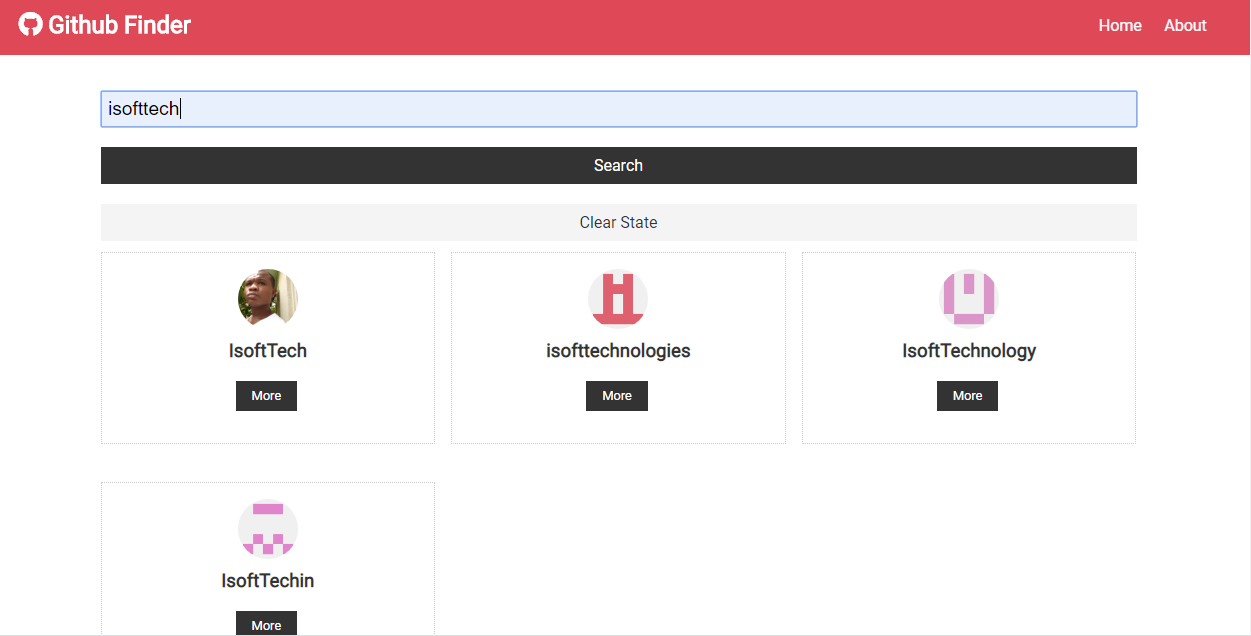 Github Finder Home About
isofttech
Search
Clear State
IsoftTech isofttechnologies IsoftTechnology
More More More
IsoftTechin
More